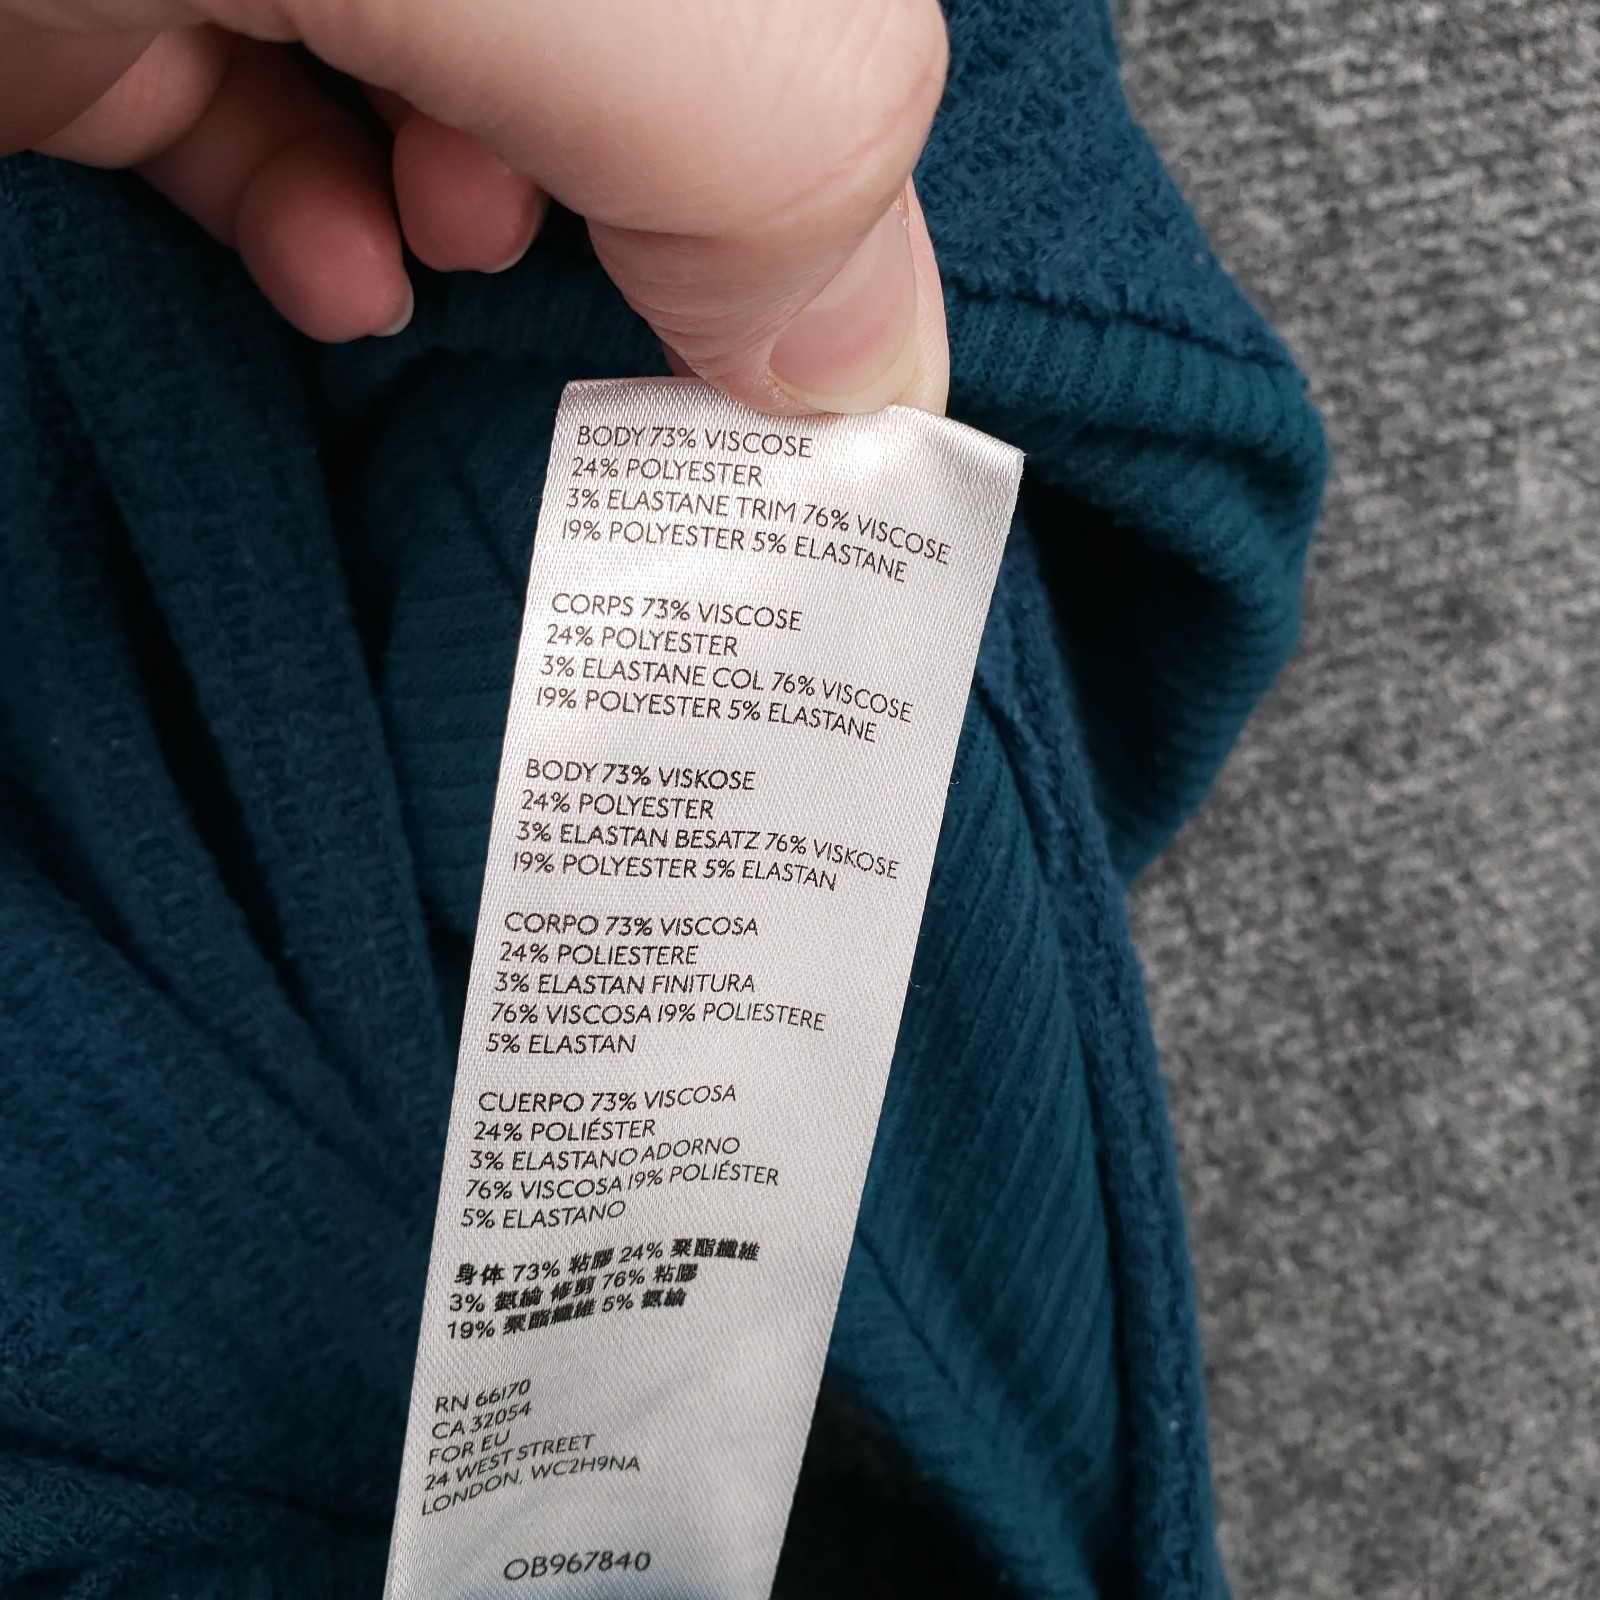 BODY 73% VISCOSE
24% POLYESTER
3% ELASTANE TRIM 76% VISCOSE
19% POLYESTER 5% ELASTANE
CORPS 73% VISCOSE
24% POLYESTER
3% ELASTANE COL 76% VISCOSE
19% POLYESTER 5% ELASTANE
BODY 73% VISKOSE
24% POLYESTER
3% ELASTAN BESATZ 76% VISKOSE
19% POLYESTER 5% ELASTAN
CORPO 73% VISCOSA
24% POLIESTERE
3% ELASTAN FINITURA
76% VISCOSA 19% POLIESTERE
5% ELASTAN
CUERPO 73% VISCOSA
24% POLIÉSTER
3% ELASTANO ADORNO
76% VISCOSA 19% POLIÉSTER
5% ELASTANO
身体 73% 粘膠 24% 聚酯纖維
3% 氨綸 修剪 76% 粘膠
19% 聚酯纖維 5% 氨綸
RN 66170
CA 32054
FOR EU
24 WEST STREET
LONDON, WC2H9NA
OB967840